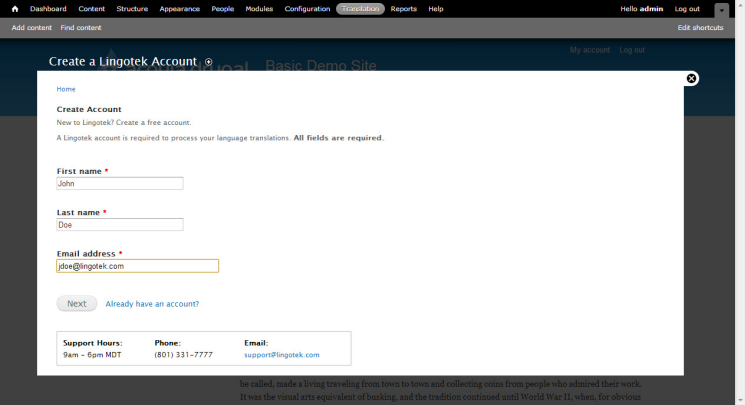 Dashboard Content Structure Appearance People Modules Configuration Translation Reports Help Hello admin Log out
Add content Find content Edit shortcuts
My account Log out
Create a Lingotek Account
acquia drupal Basic Demo Site
Home
Create Account
New to Lingotek? Create a free account.
A Lingotek account is required to process your language translations. All fields are required.
First name *
John
Last name *
Doe
Email address *
jdoe@lingotek.com
Next Already have an account?
Support Hours: Phone: Email:
9am - 6pm MDT (801) 331-7777 support@lingotek.com
be called, made a living traveling from town to town and collecting coins from people who admired their work.
It was the visual arts equivalent of busking, and the tradition continued until World War II, when, for obvious